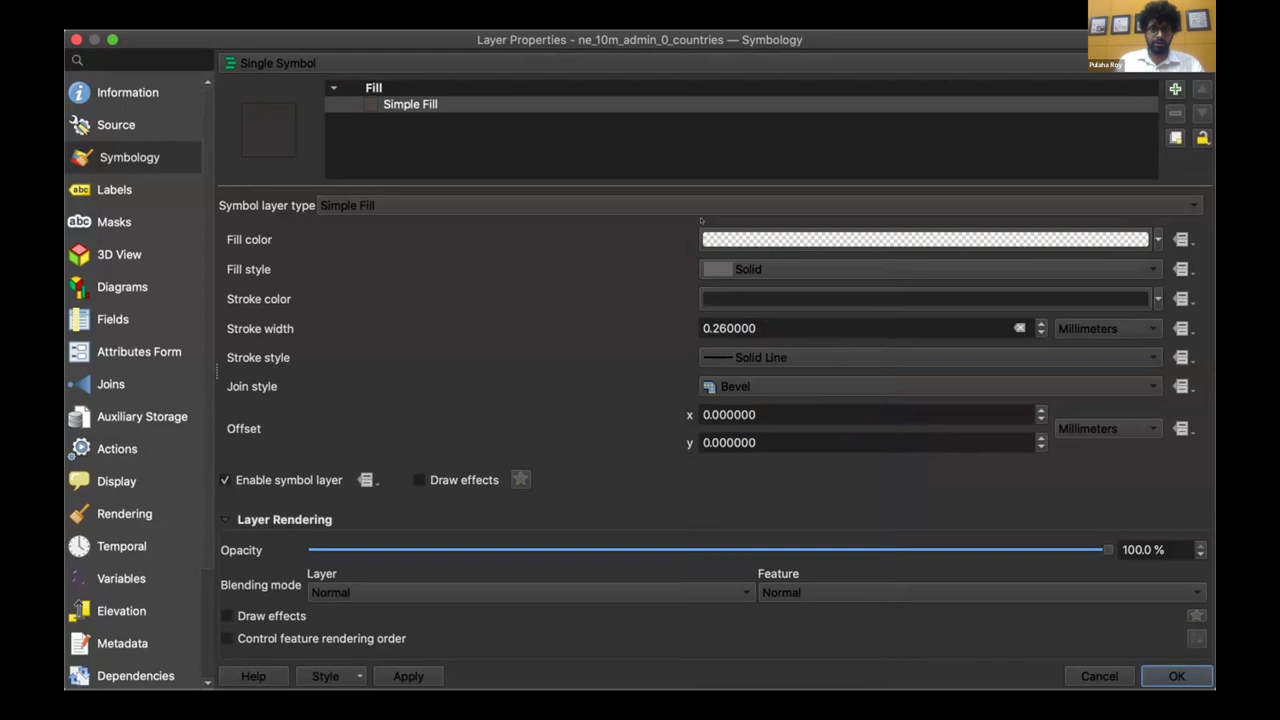 Layer Properties - ne_10m_admin_0_countries — Symbology
Pulaha Roy
Single Symbol
Information
Source
Symbology
Labels
Masks
3D View
Diagrams
Fields
Attributes Form
Joins
Auxiliary Storage
Actions
Display
Rendering
Temporal
Variables
Elevation
Metadata
Dependencies
Fill
Simple Fill
Symbol layer type Simple Fill
Fill color
Fill style Solid
Stroke color
Stroke width 0.260000 Millimeters
Stroke style Solid Line
Join style Bevel
x 0.000000
Offset Millimeters
y 0.000000
Enable symbol layer Draw effects
Layer Rendering
Opacity 100.0 %
Layer Feature
Blending mode Normal Normal
Draw effects
Control feature rendering order
Help Style Apply Cancel OK